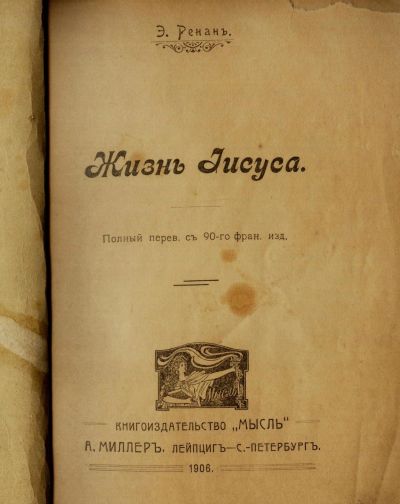 Э. Ренанъ.
Жизнь Іисуса.
Полный перев. съ 90-го фран. изд.
Мысль
КНИГОИЗДАТЕЛЬСТВО „МЫСЛЬ"
А. МИЛЛЕРЪ. ЛЕЙПЦИГЪ—С.-ПЕТЕРБУРГЪ.
1906.